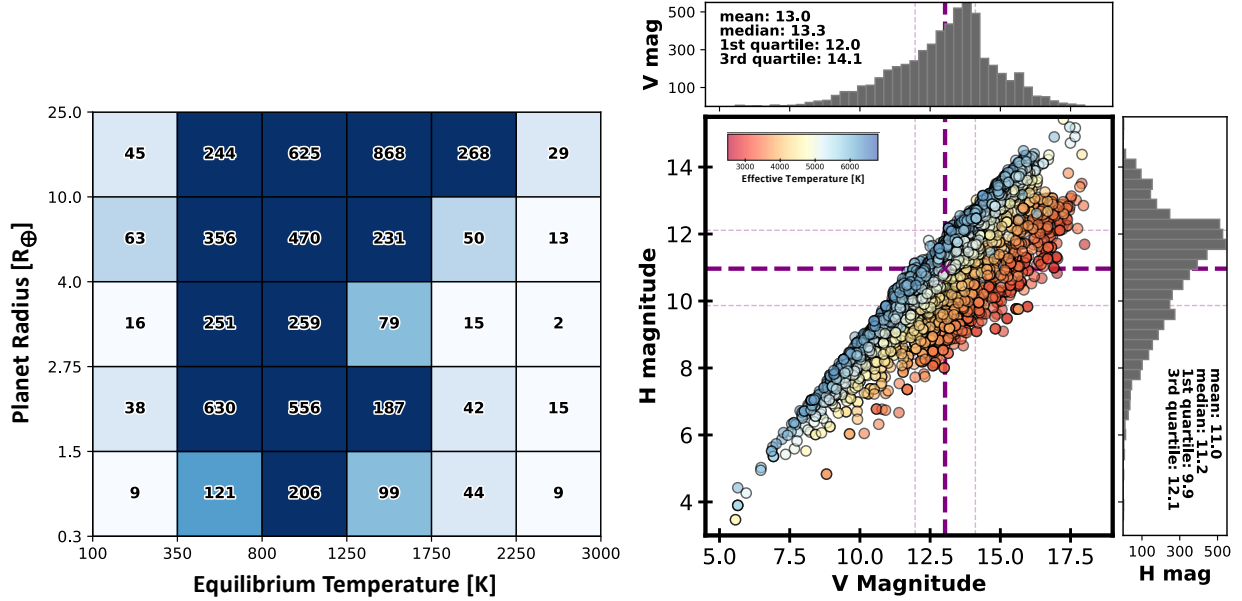 25.0
45 244 625 868 268 29
10.0
63 356 470 231 50 13
4.0
16 251 259 79 15 2
2.75
38 630 556 187 42 15
1.5
9 121 206 99 44 9
0.3
100 350 800 1250 1750 2250 3000
Planet Radius [R⊕]
Equilibrium Temperature [K]
V mag
500
300
100
mean: 13.0
median: 13.3
1st quartile: 12.0
3rd quartile: 14.1
3000 4000 5000 6000
Effective Temperature [K]
H magnitude
14
12
10
8
6
4
5.0 7.5 10.0 12.5 15.0 17.5
V Magnitude
mean: 11.0
median: 11.2
1st quartile: 9.9
3rd quartile: 12.1
100 300 500
H mag